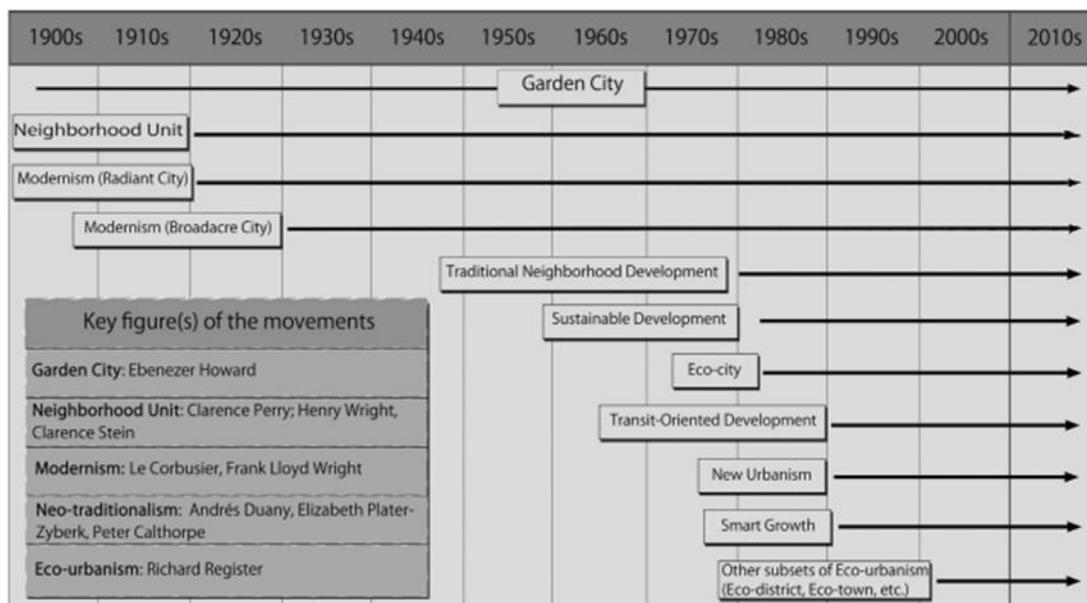 1900s 1910s 1920s 1930s 1940s 1950s 1960s 1970s 1980s 1990s 2000s 2010s
Garden City
Neighborhood Unit
Modernism (Radiant City)
Modernism (Broadacre City)
Traditional Neighborhood Development
Sustainable Development
Eco-city
Transit-Oriented Development
New Urbanism
Smart Growth
Other subsets of Eco-urbanism
(Eco-district, Eco-town, etc.)
Key figure(s) of the movements
Garden City: Ebenezer Howard
Neighborhood Unit: Clarence Perry; Henry Wright,
Clarence Stein
Modernism: Le Corbusier, Frank Lloyd Wright
Neo-traditionalism: Andrés Duany, Elizabeth Plater-
Zyberk, Peter Calthorpe
Eco-urbanism: Richard Register